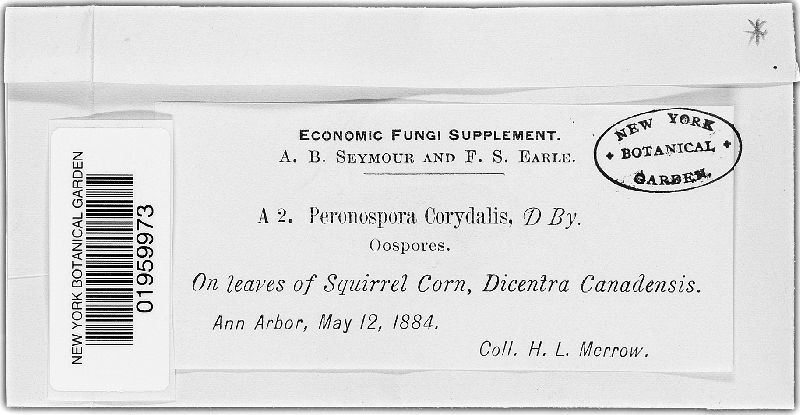 ECONOMIC FUNGI SUPPLEMENT.
A. B. SEYMOUR AND F. S. EARLE.
NEW YORK
BOTANICAL
GARDEN.
A 2. Peronospora Corydalis, D By.
Oospores.
On leaves of Squirrel Corn, Dicentra Canadensis.
Ann Arbor, May 12, 1884.
Coll. H. L. Merrow.
NEW YORK BOTANICAL GARDEN
01959973